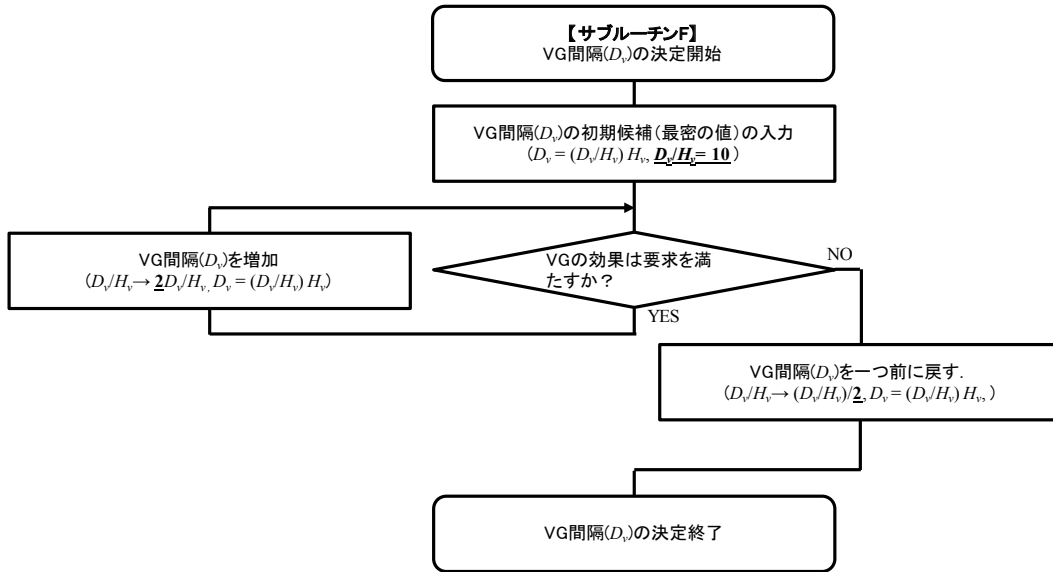 【サブルーチンF】
VG間隔(Dv)の決定開始
VG間隔(Dv)の初期候補(最密の値)の入力
(Dv = (Dv/Hv) Hv, Dv/Hv= 10 )
VG間隔(Dv)を増加
(Dv/Hv→ 2Dv/Hv, Dv = (Dv/Hv) Hv)
VGの効果は要求を満
たすか?
NO
YES
VG間隔(Dv)を一つ前に戻す.
(Dv/Hv→ (Dv/Hv)/2, Dv = (Dv/Hv) Hv, )
VG間隔(Dv)の決定終了